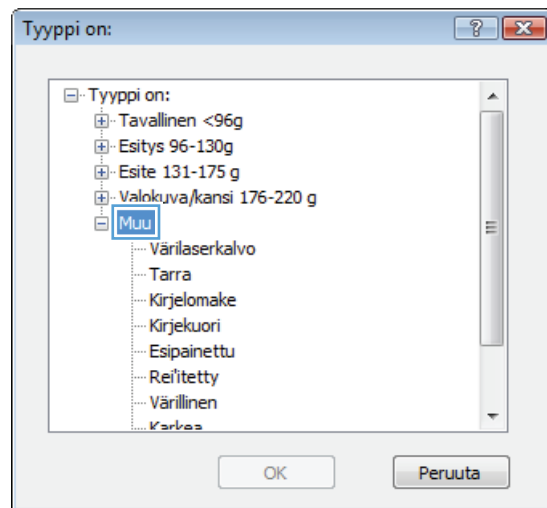 Tyyppi on:
Tyyppi on:
Tavallinen <96g
Esitys 96-130g
Esite 131-175 g
Valokuva/kansi 176-220 g
Muu
Värilaserkalvo
Tarra
Kirjelomake
Kirjekuori
Esipainettu
Rei'itetty
Värillinen
Karkea
OK Peruuta